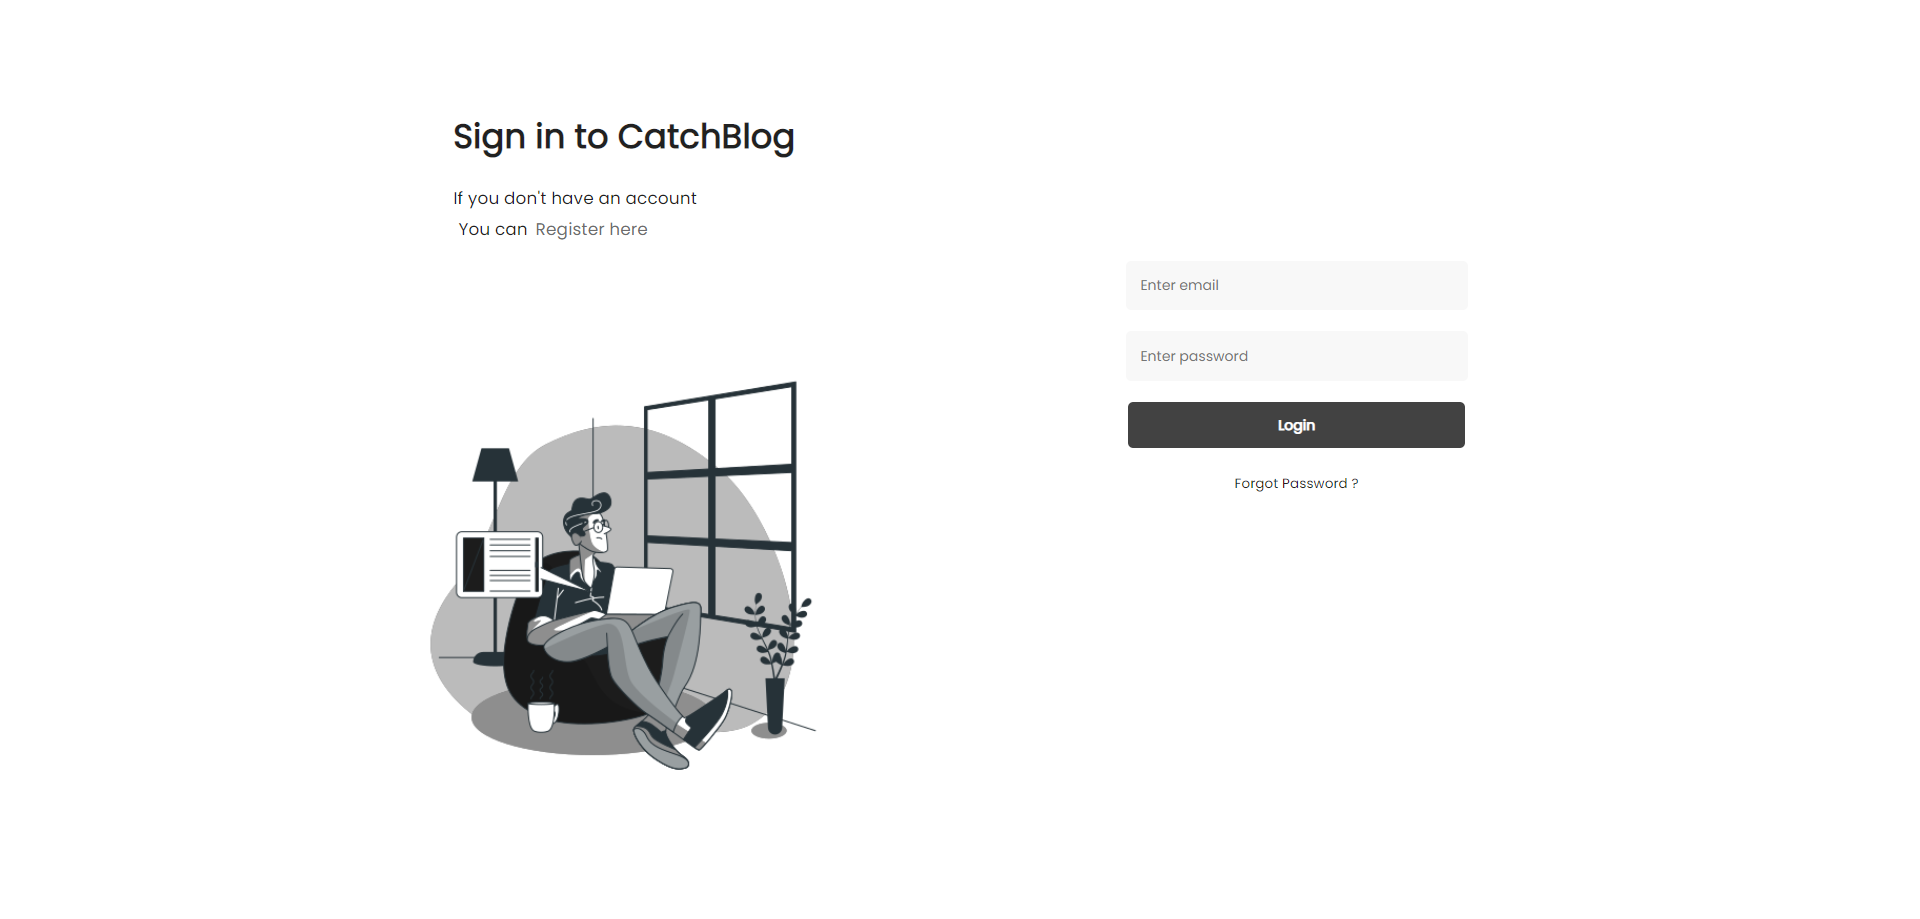 Sign in to CatchBlog
If you don't have an account
You can Register here
Enter email
Enter password
Login
Forgot Password ?